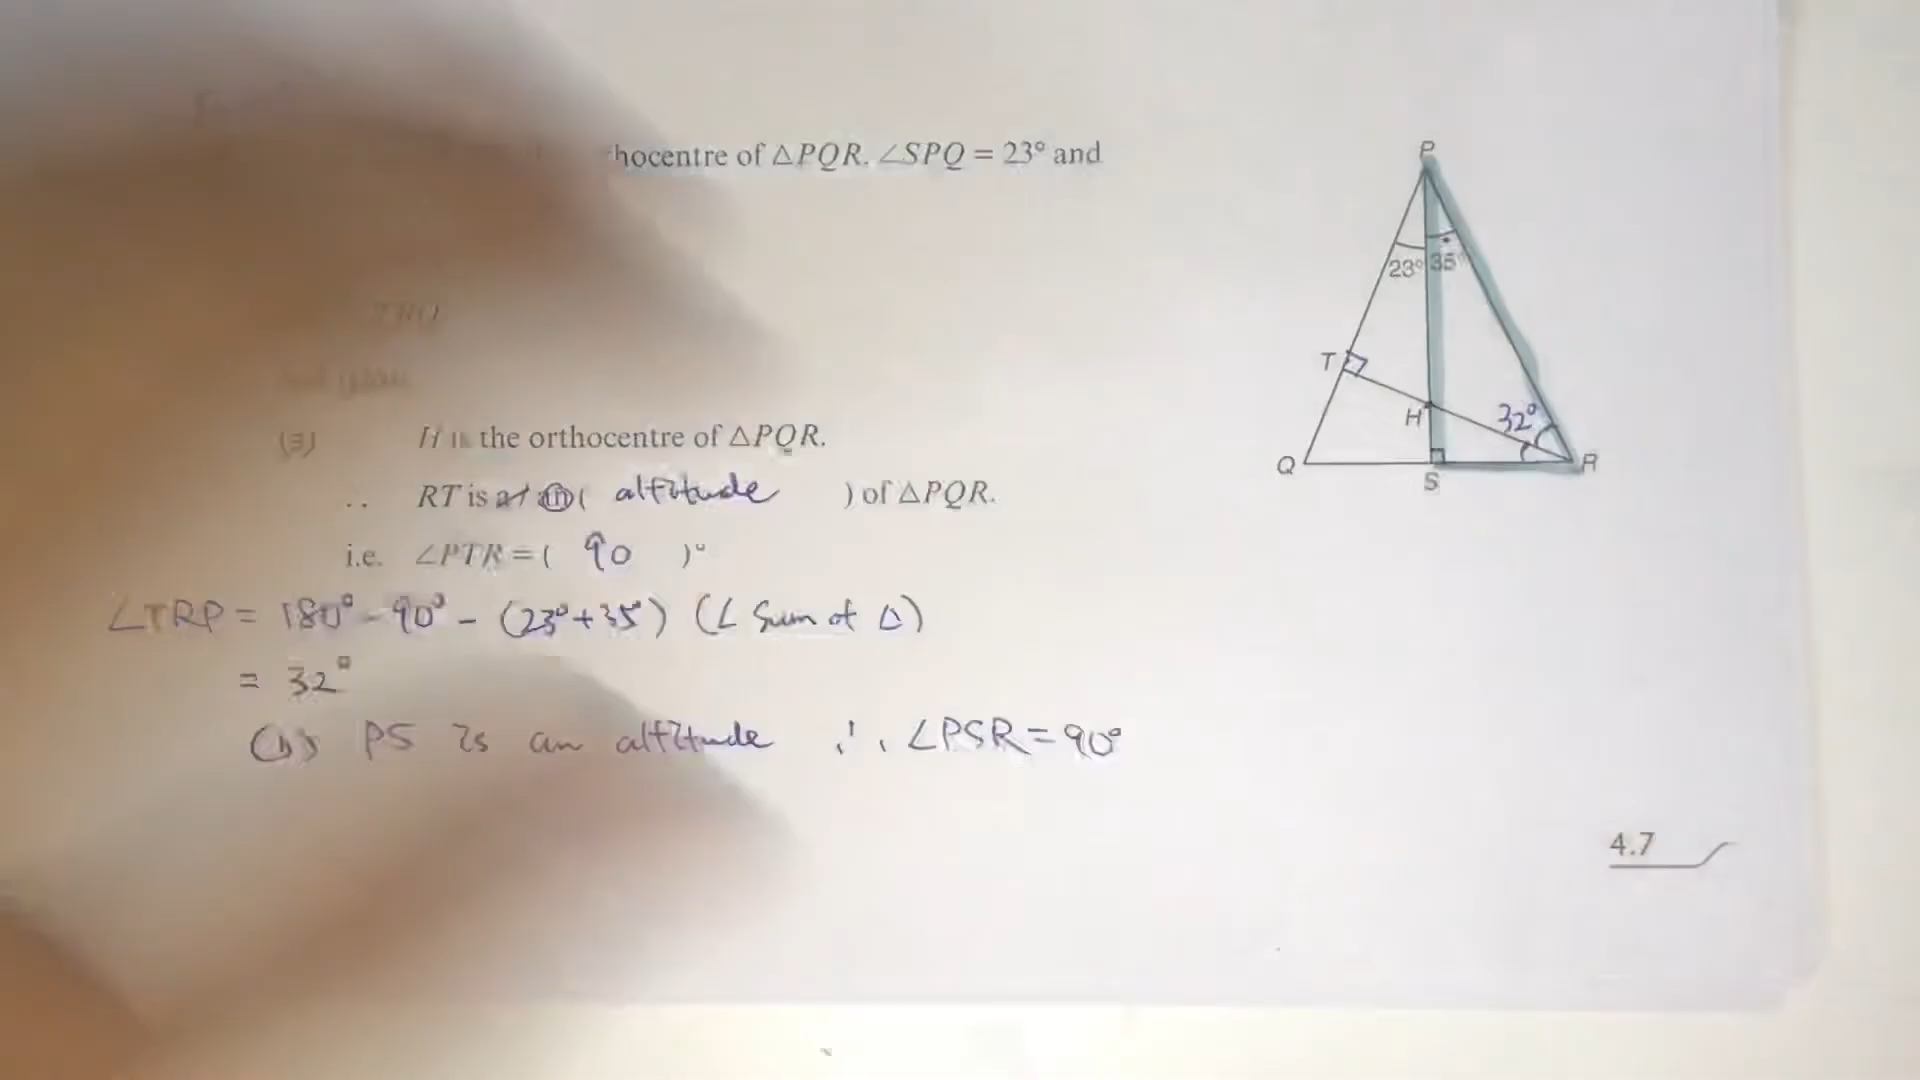 hocentre of △PQR. ∠SPQ = 23° and
P
23° 35°
T
H
32°
Q
R
S
H is the orthocentre of △PQR.
RT is a/an ( altitude ) of △PQR.
i.e. ∠PTR = ( 90 )°
∠TRP = 180° - 90° - (23° + 35°) (∠ Sum of △)
= 32°
(b) PS is an altitude ∴ ∠PSR = 90°
4.7